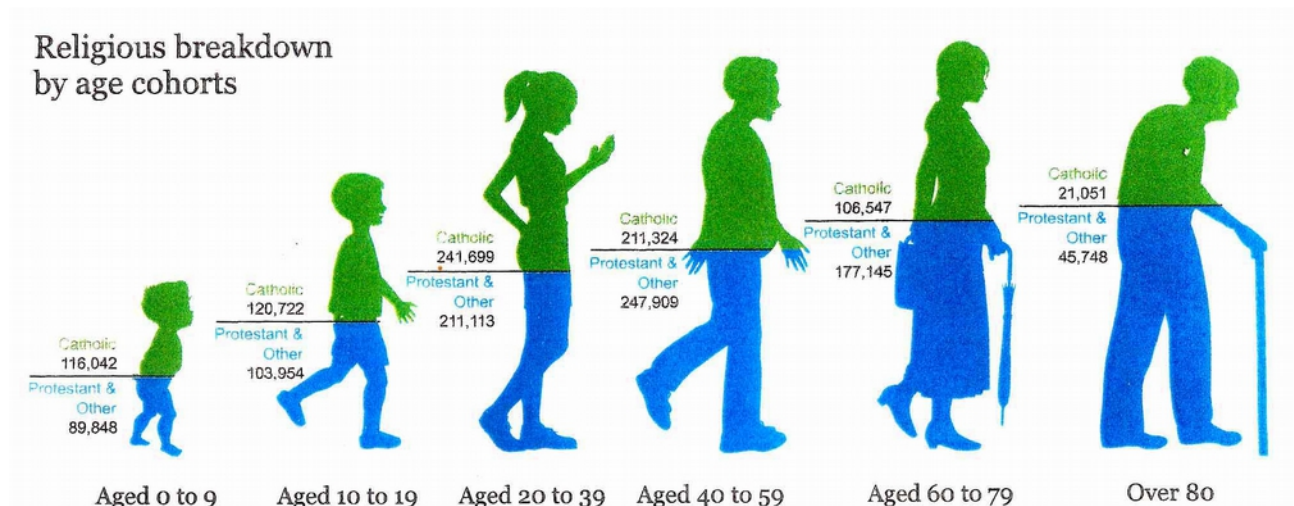 Religious breakdown
by age cohorts
Catholic
116,042
Protestant &
Other
89,848
Aged 0 to 9
Catholic
120,722
Protestant &
Other
103,954
Aged 10 to 19
Catholic
241,699
Protestant &
Other
211,113
Aged 20 to 39
Catholic
211,324
Protestant &
Other
247,909
Aged 40 to 59
Catholic
106,547
Protestant &
Other
177,145
Aged 60 to 79
Catholic
21,051
Protestant &
Other
45,748
Over 80